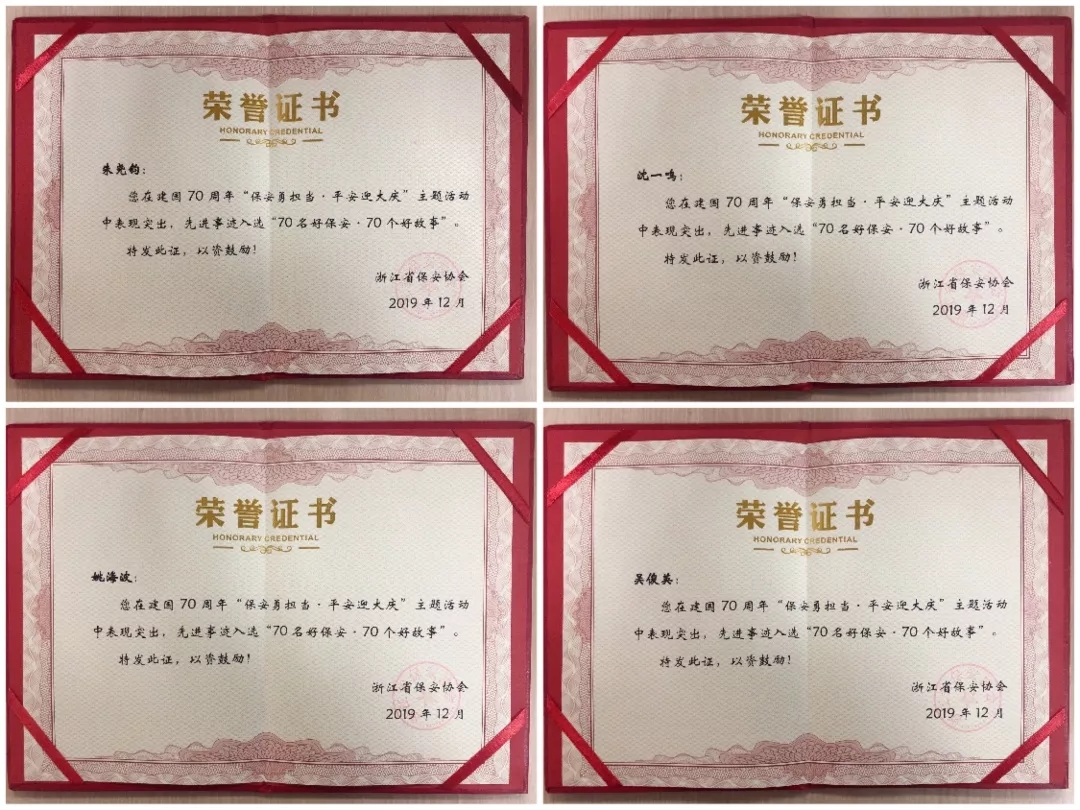 荣誉证书
HONORARY CREDENTIAL
朱尧钧：
您在建国70周年“保安勇担当·平安迎大庆”主题活动
中表现突出，先进事迹入选“70名好保安·70个好故事”。
特发此证，以资鼓励！
浙江省保安协会
2019年12月
荣誉证书
HONORARY CREDENTIAL
沈一鸣：
您在建国70周年“保安勇担当·平安迎大庆”主题活动
中表现突出，先进事迹入选“70名好保安·70个好故事”。
特发此证，以资鼓励！
浙江省保安协会
2019年12月
荣誉证书
HONORARY CREDENTIAL
姚海波：
您在建国70周年“保安勇担当·平安迎大庆”主题活动
中表现突出，先进事迹入选“70名好保安·70个好故事”。
特发此证，以资鼓励！
浙江省保安协会
2019年12月
荣誉证书
HONORARY CREDENTIAL
吴俊英：
您在建国70周年“保安勇担当·平安迎大庆”主题活动
中表现突出，先进事迹入选“70名好保安·70个好故事”。
特发此证，以资鼓励！
浙江省保安协会
2019年12月